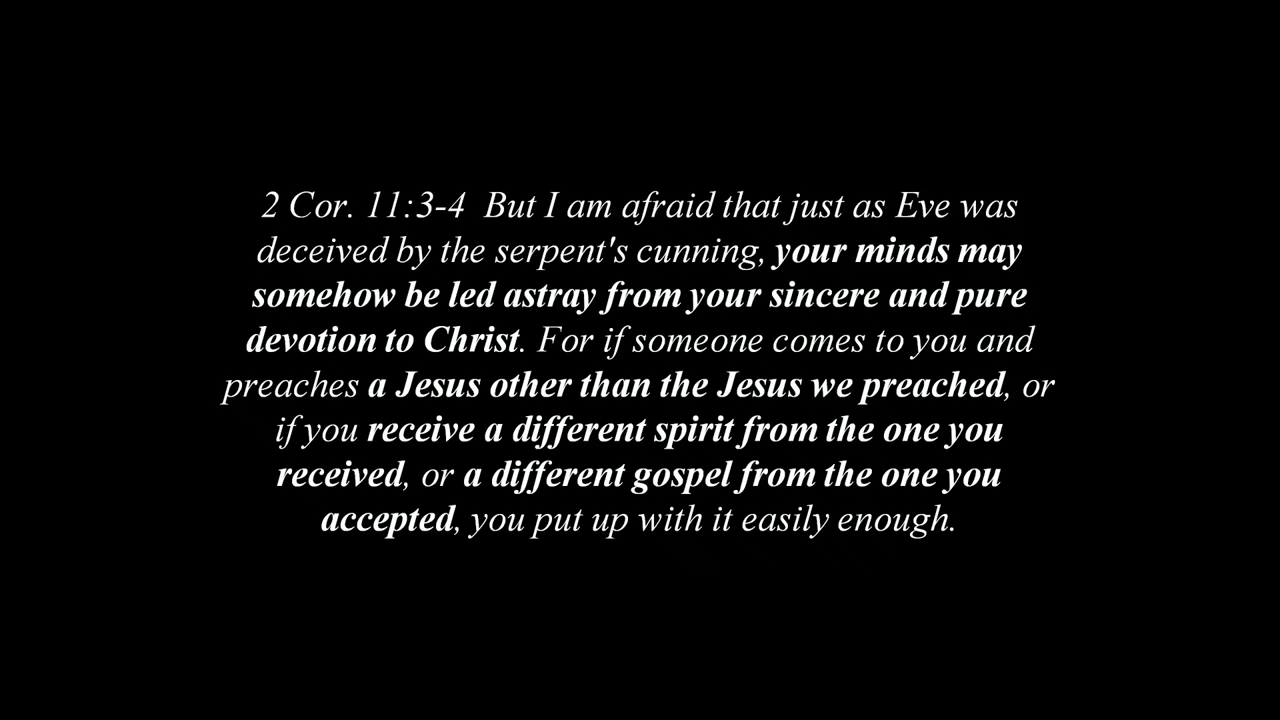 2 Cor. 11:3-4  But I am afraid that just as Eve was
deceived by the serpent's cunning, your minds may
somehow be led astray from your sincere and pure
devotion to Christ. For if someone comes to you and
preaches a Jesus other than the Jesus we preached, or
if you receive a different spirit from the one you
received, or a different gospel from the one you
accepted, you put up with it easily enough.